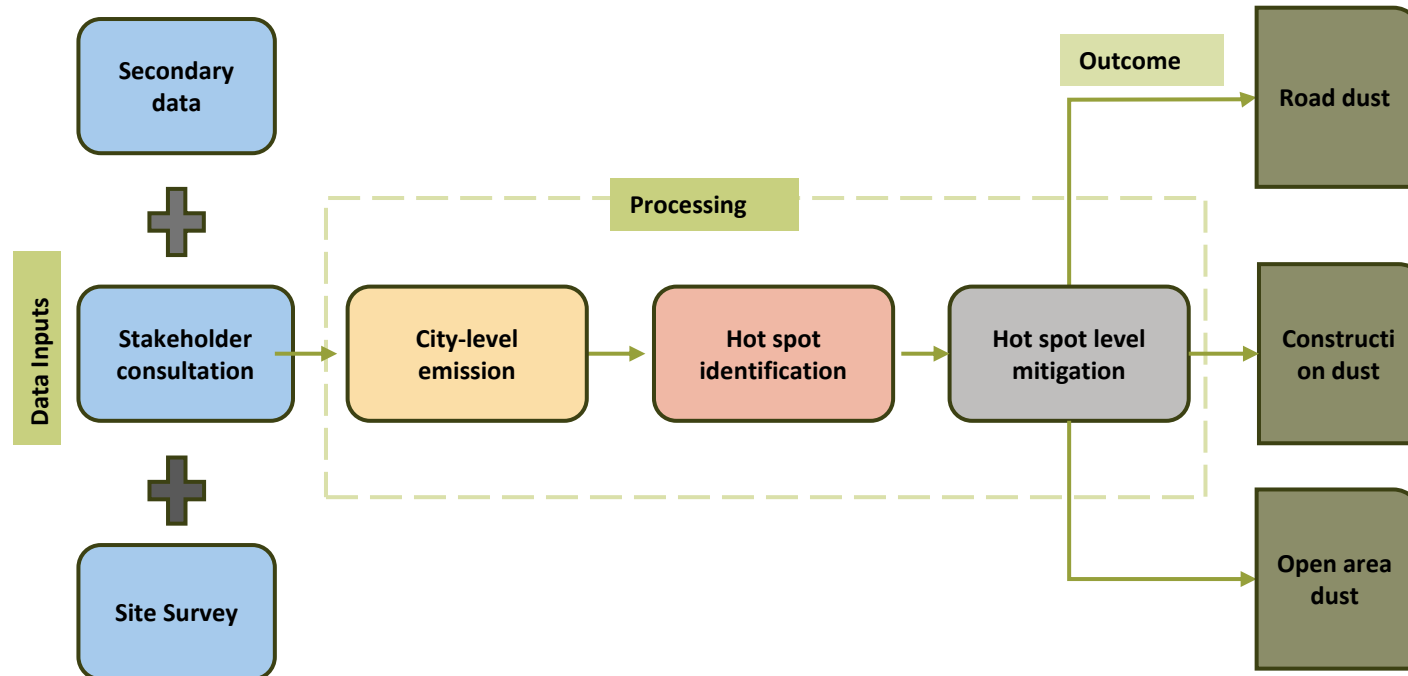 Secondary
data
Outcome
Road dust
Processing
Data Inputs
Stakeholder
consultation
City-level
emission
Hot spot
identification
Hot spot level
mitigation
Constructi
on dust
Site Survey
Open area
dust